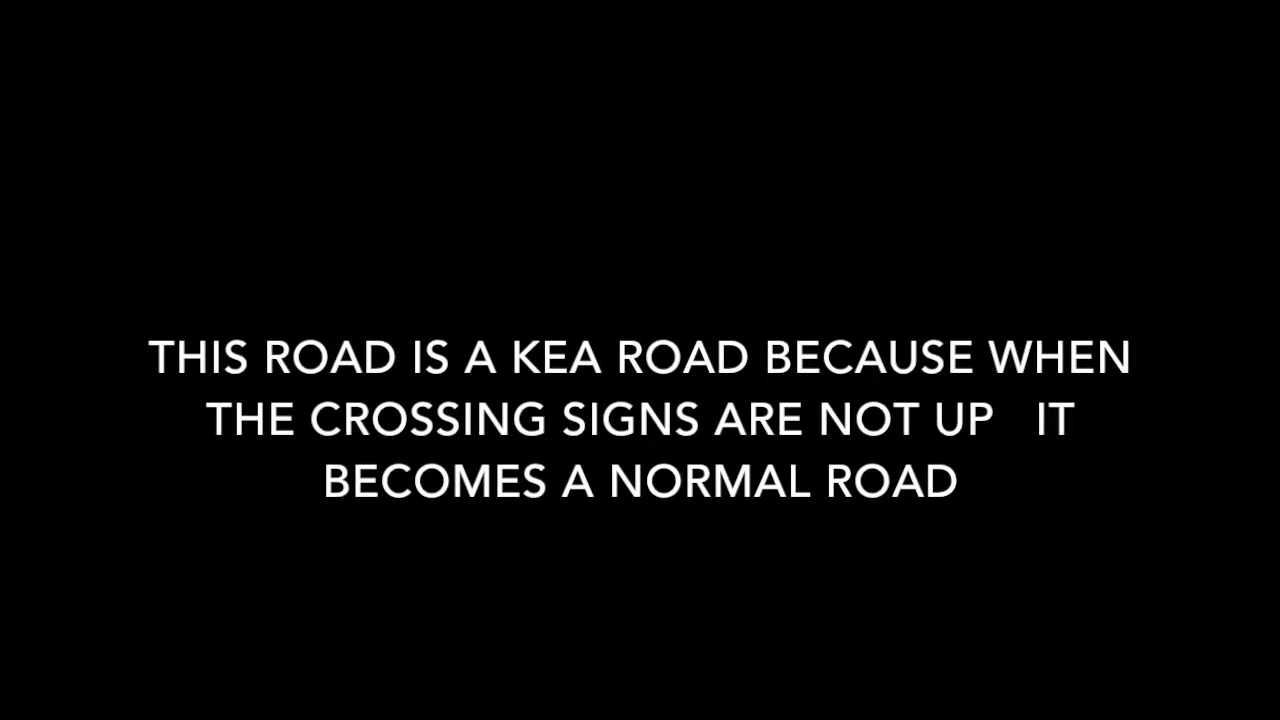 THIS ROAD IS A KEA ROAD BECAUSE WHEN
THE CROSSING SIGNS ARE NOT UP   IT
BECOMES A NORMAL ROAD